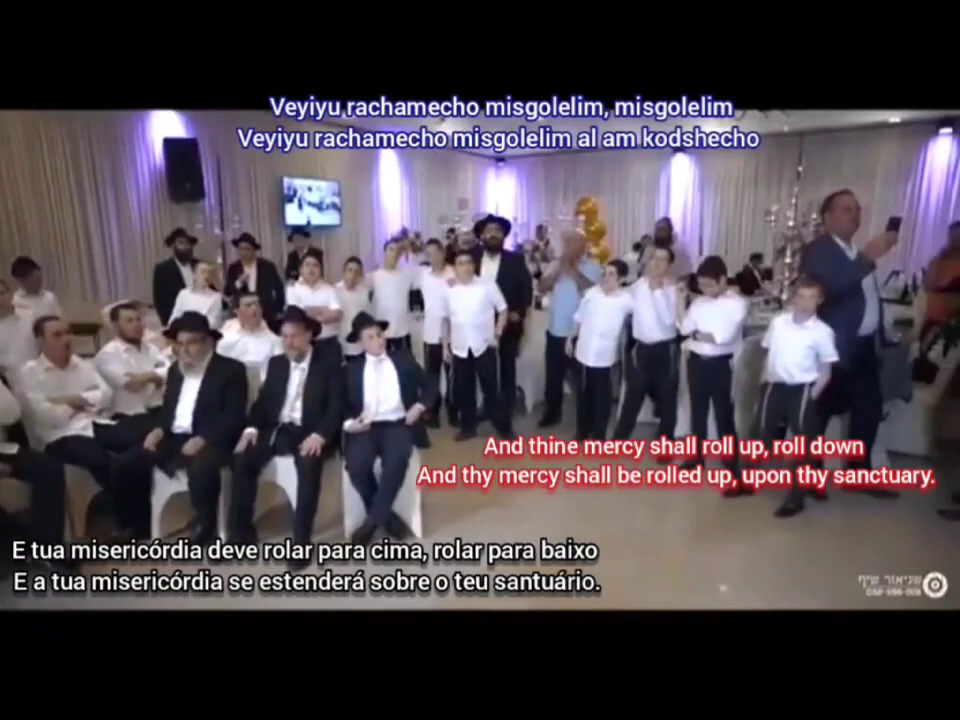 Veyiyu rachamecho misgolelim, misgolelim
Veyiyu rachamecho misgolelim al am kodshecho
And thine mercy shall roll up, roll down
And thy mercy shall be rolled up, upon thy sanctuary.
E tua misericórdia deve rolar para cima, rolar para baixo
E a tua misericórdia se estenderá sobre o teu santuário.
שניאור שיף